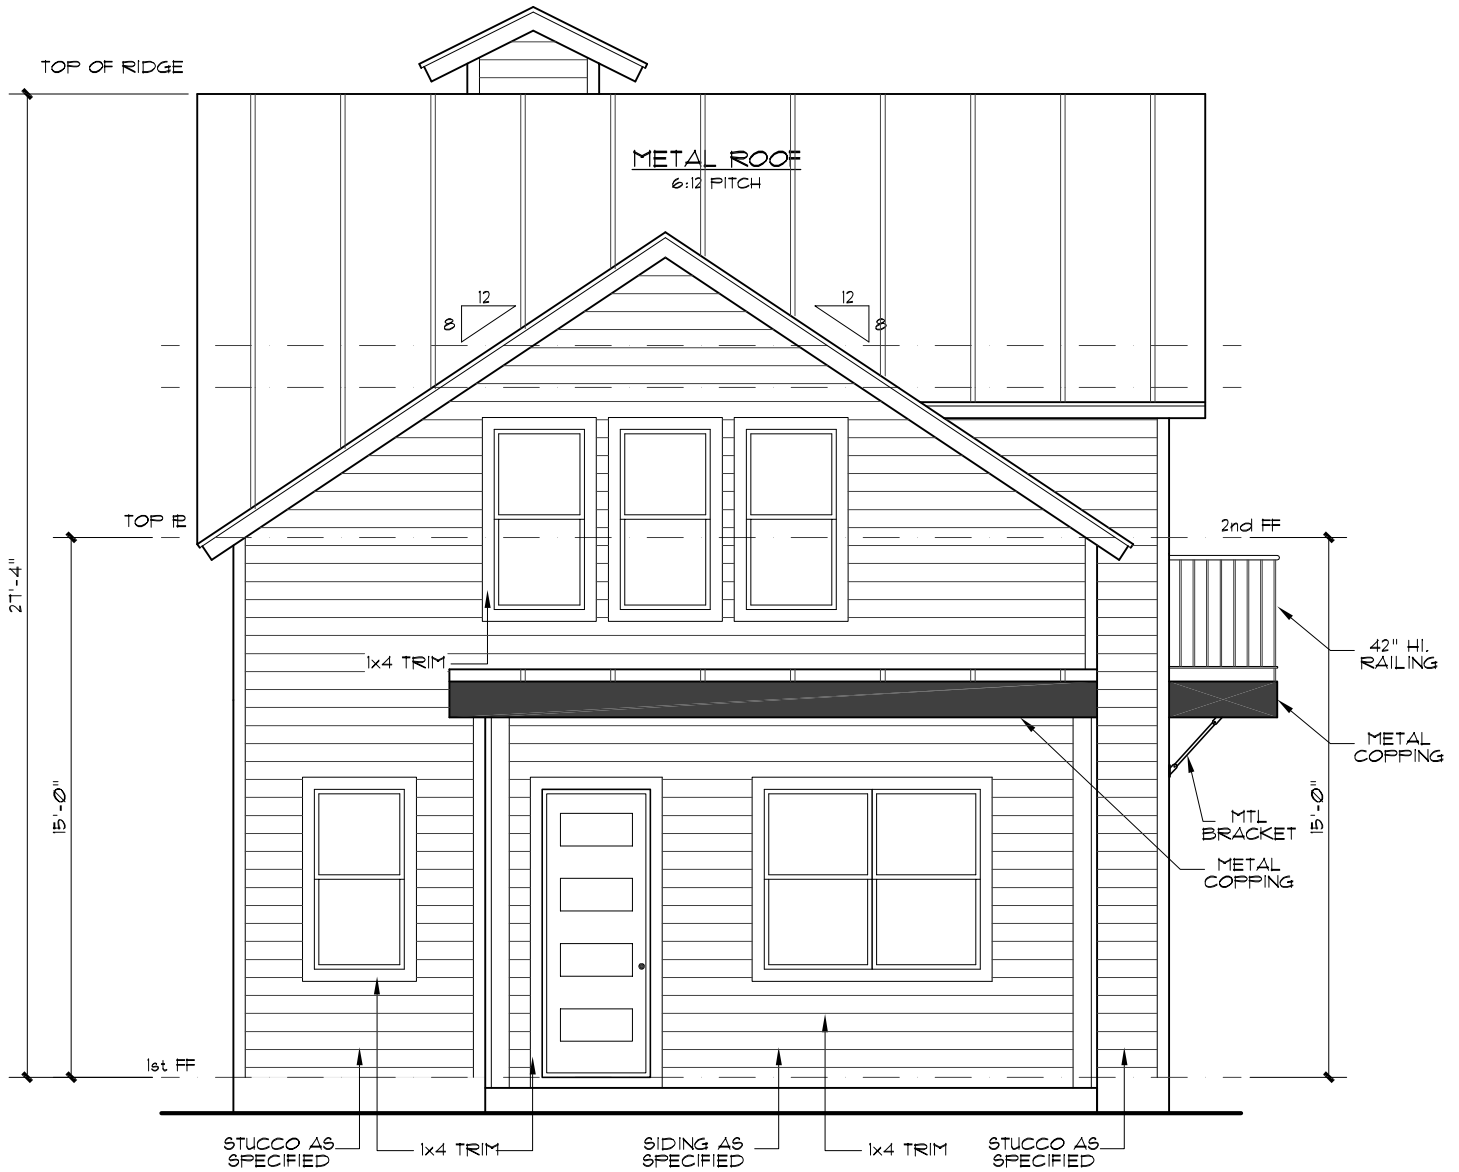 TOP OF RIDGE
METAL ROOF
6:12 PITCH
12
8
12
8
TOP PL
2nd FF
27'-4"
42" HI.
RAILING
1x4 TRIM
METAL
COPPING
15'-0"
15'-0"
MTL
BRACKET
METAL
COPPING
1st FF
STUCCO AS
SPECIFIED
1x4 TRIM
SIDING AS
SPECIFIED
1x4 TRIM
STUCCO AS
SPECIFIED